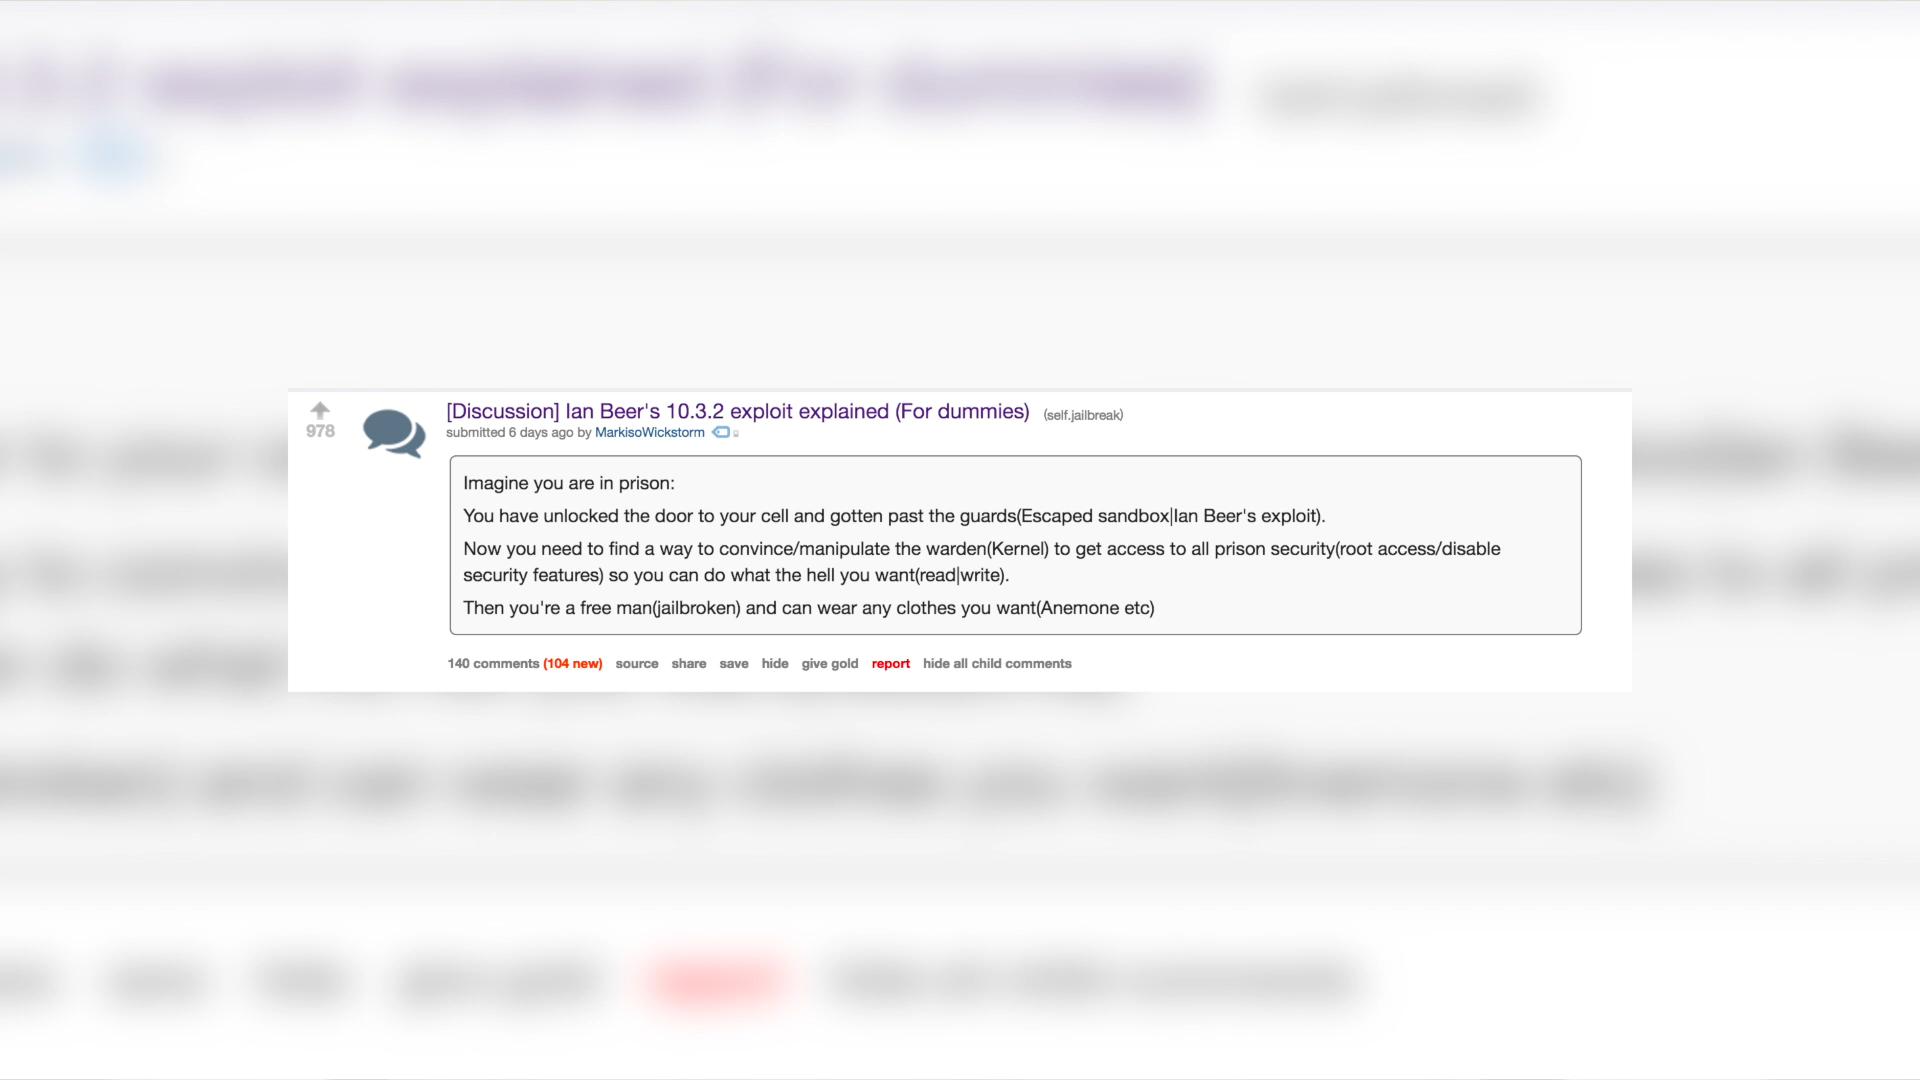 [Discussion] Ian Beer's 10.3.2 exploit explained (For dummies) (self.jailbreak)
978
submitted 6 days ago by MarkisoWickstorm
Imagine you are in prison:
You have unlocked the door to your cell and gotten past the guards(Escaped sandbox|Ian Beer's exploit).
Now you need to find a way to convince/manipulate the warden(Kernel) to get access to all prison security(root access/disable
security features) so you can do what the hell you want(read|write).
Then you're a free man(jailbroken) and can wear any clothes you want(Anemone etc)
140 comments (104 new) source share save hide give gold report hide all child comments